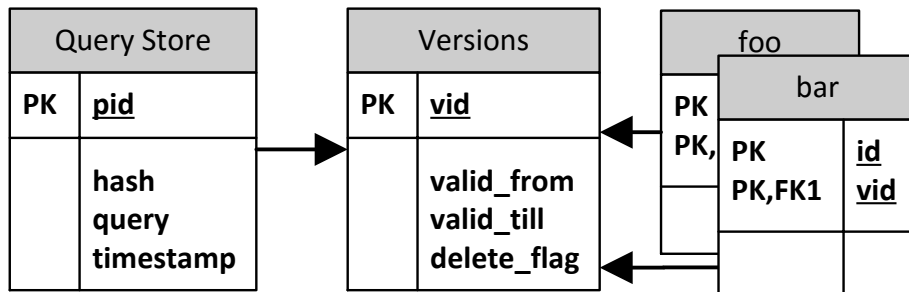 Query Store
PK pid
hash
query
timestamp
Versions
PK vid
valid_from
valid_till
delete_flag
foo
PK
PK,
bar
PK id
PK,FK1 vid